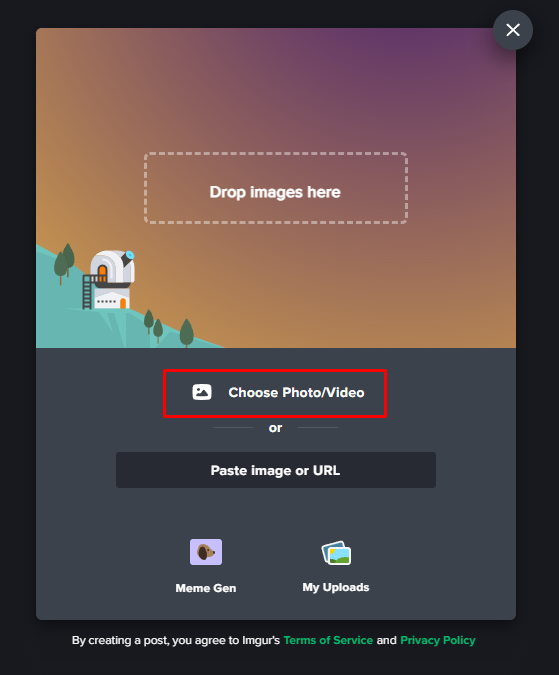 Drop images here
Choose Photo/Video
or
Paste image or URL
Meme Gen
My Uploads
By creating a post, you agree to Imgur's Terms of Service and Privacy Policy